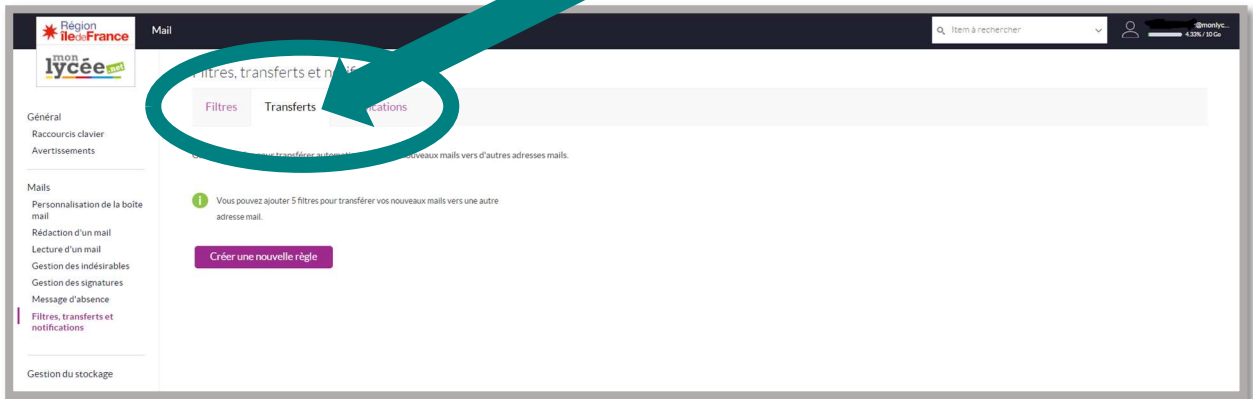 Région
îledeFrance
Mail
Item à rechercher
@monlyc...
4.33% / 10 Go
mon
lycée.net
Filtres, transferts et
Filtres
Transferts
Général
Raccourcis clavier
Avertissements
transférer
nouveaux mails vers d'autres adresses mails.
Mails
Personnalisation de la boîte
mail
Rédaction d'un mail
Lecture d'un mail
Gestion des indésirables
Gestion des signatures
Message d'absence
Filtres, transferts et
notifications
Gestion du stockage
Vous pouvez ajouter 5 filtres pour transférer vos nouveaux mails vers une autre
adresse mail.
Créer une nouvelle règle